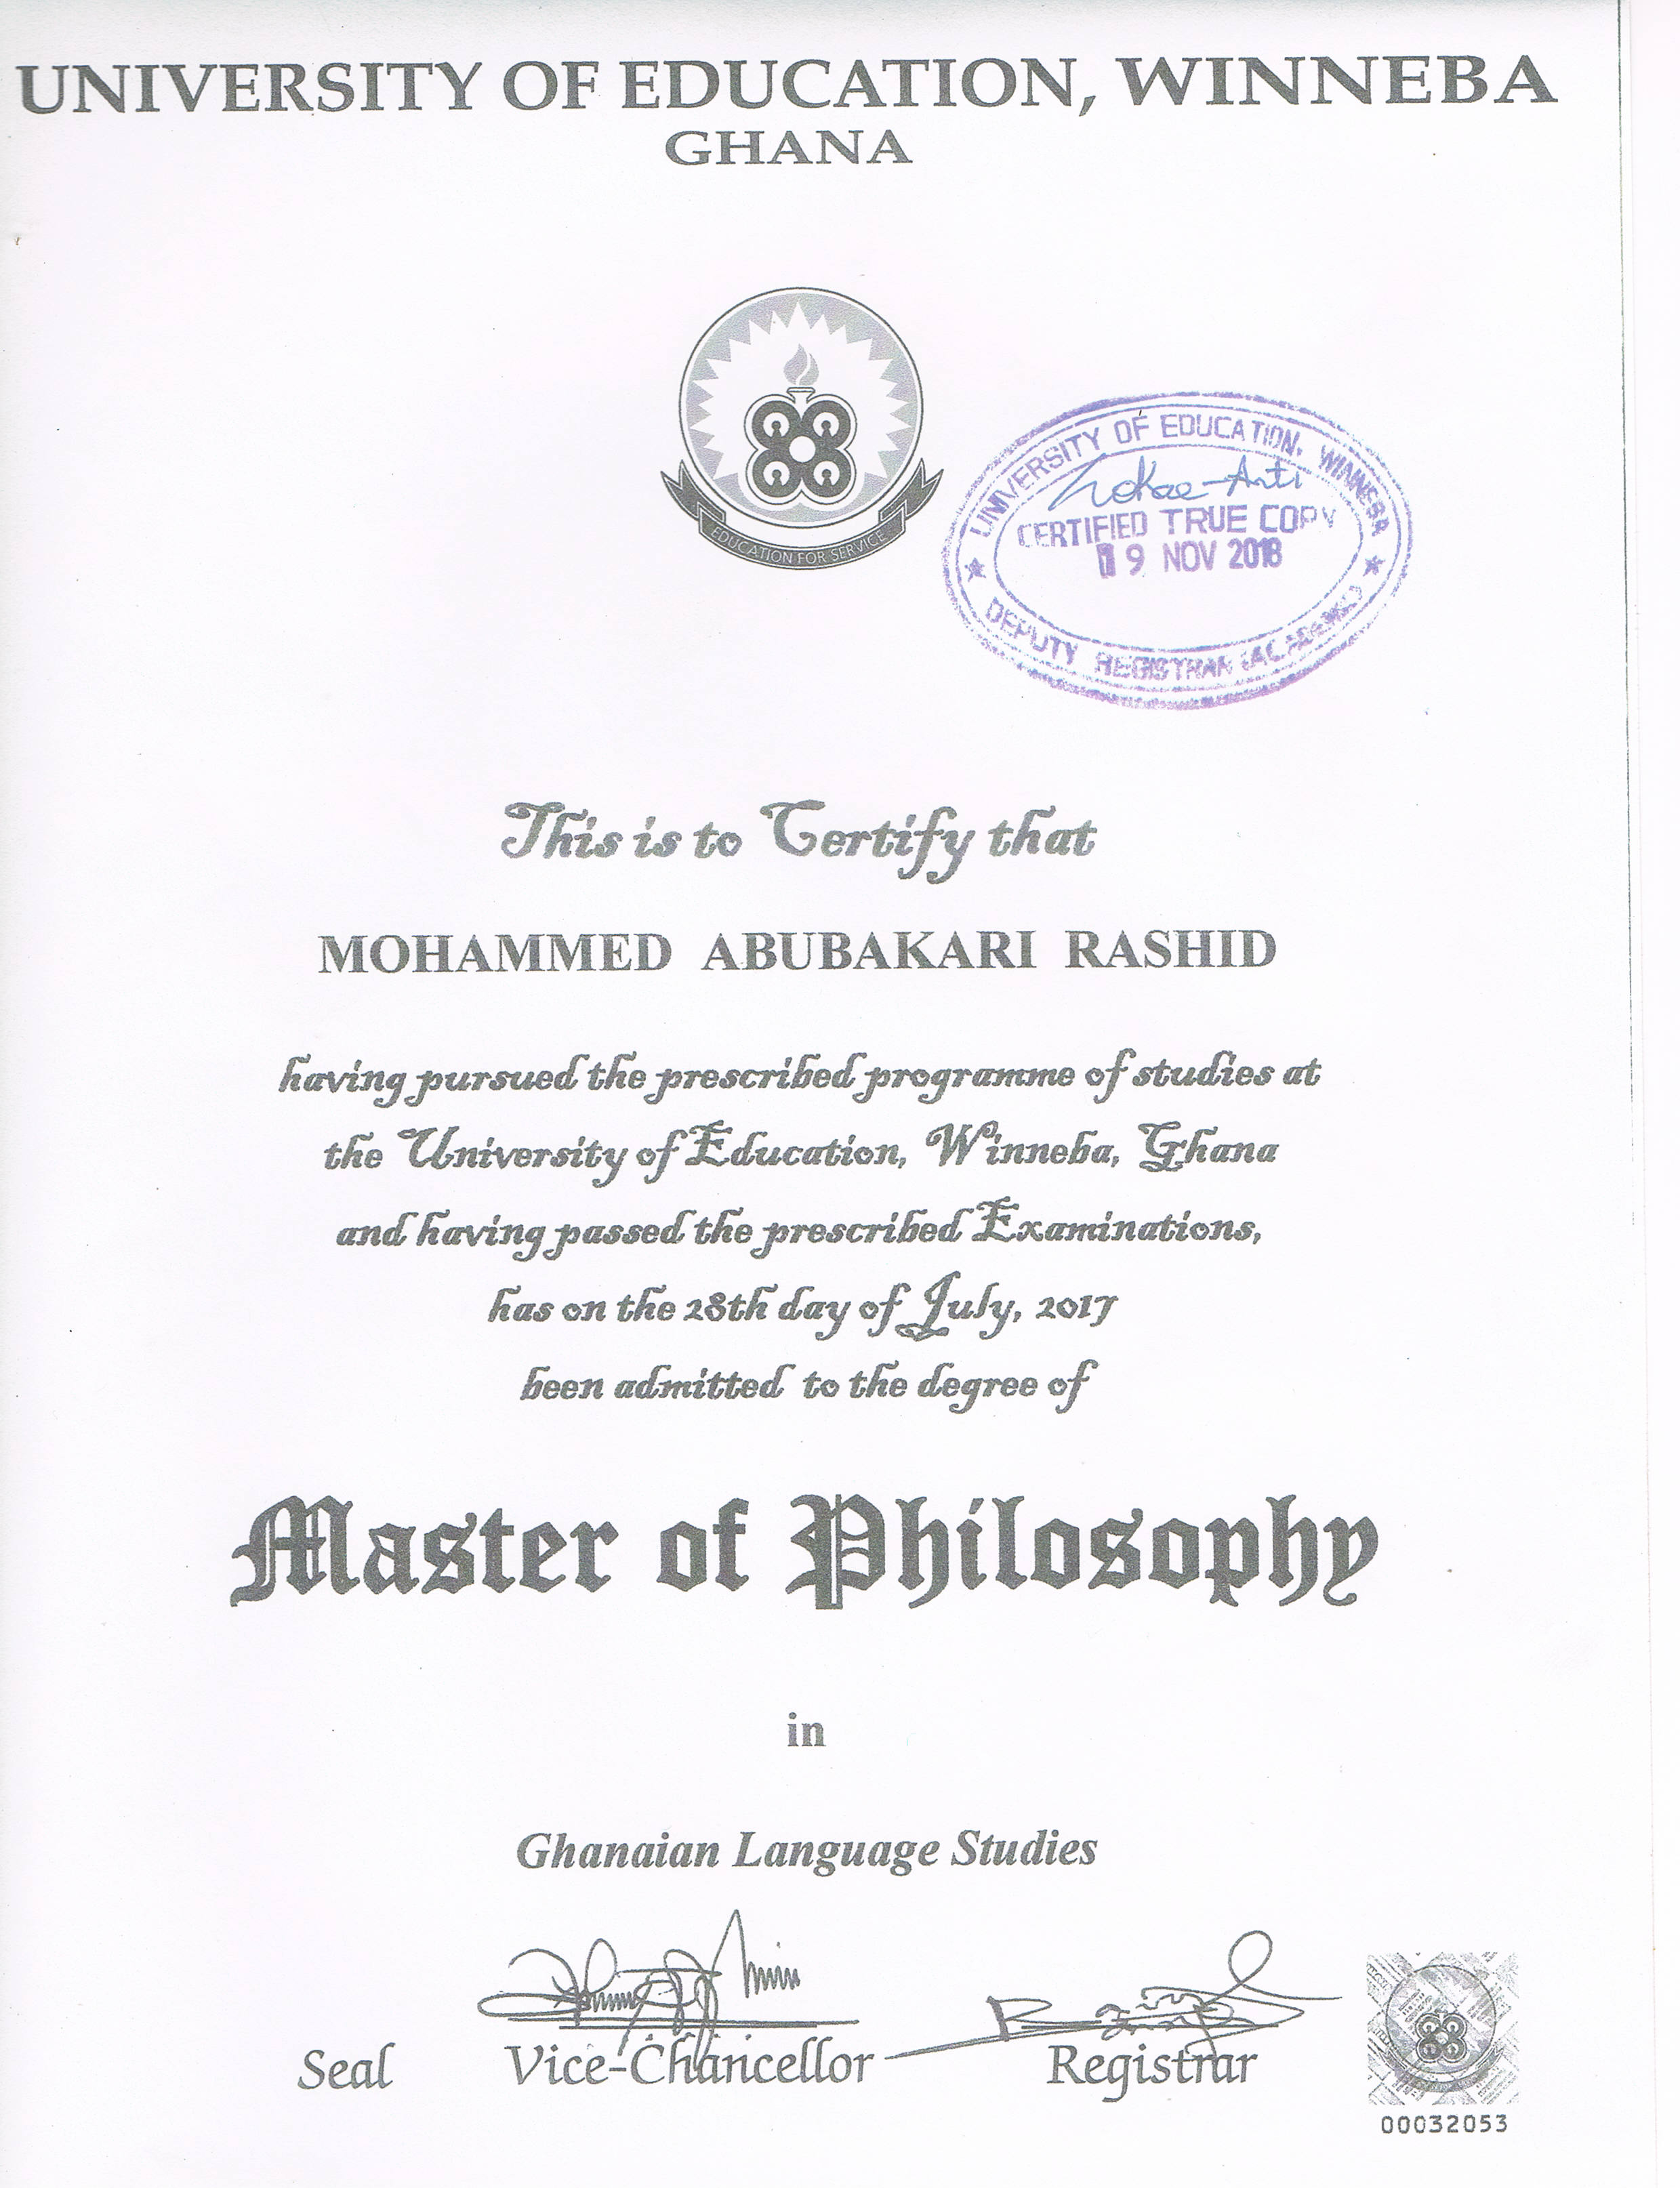 UNIVERSITY OF EDUCATION, WINNEBA
GHANA
EDUCATION FOR SERVICE
UNIVERSITY OF EDUCATION, WINNEBA
CERTIFIED TRUE COPY
19 NOV 2018
DEPUTY REGISTRAR (ACADEMIC)
This is to Certify that
MOHAMMED ABUBAKARI RASHID
having pursued the prescribed programme of studies at
the University of Education, Winneba, Ghana
and having passed the prescribed Examinations,
has on the 28th day of July, 2017
been admitted to the degree of
Master of Philosophy
in
Ghanaian Language Studies
Seal Vice-Chancellor Registrar
00032053